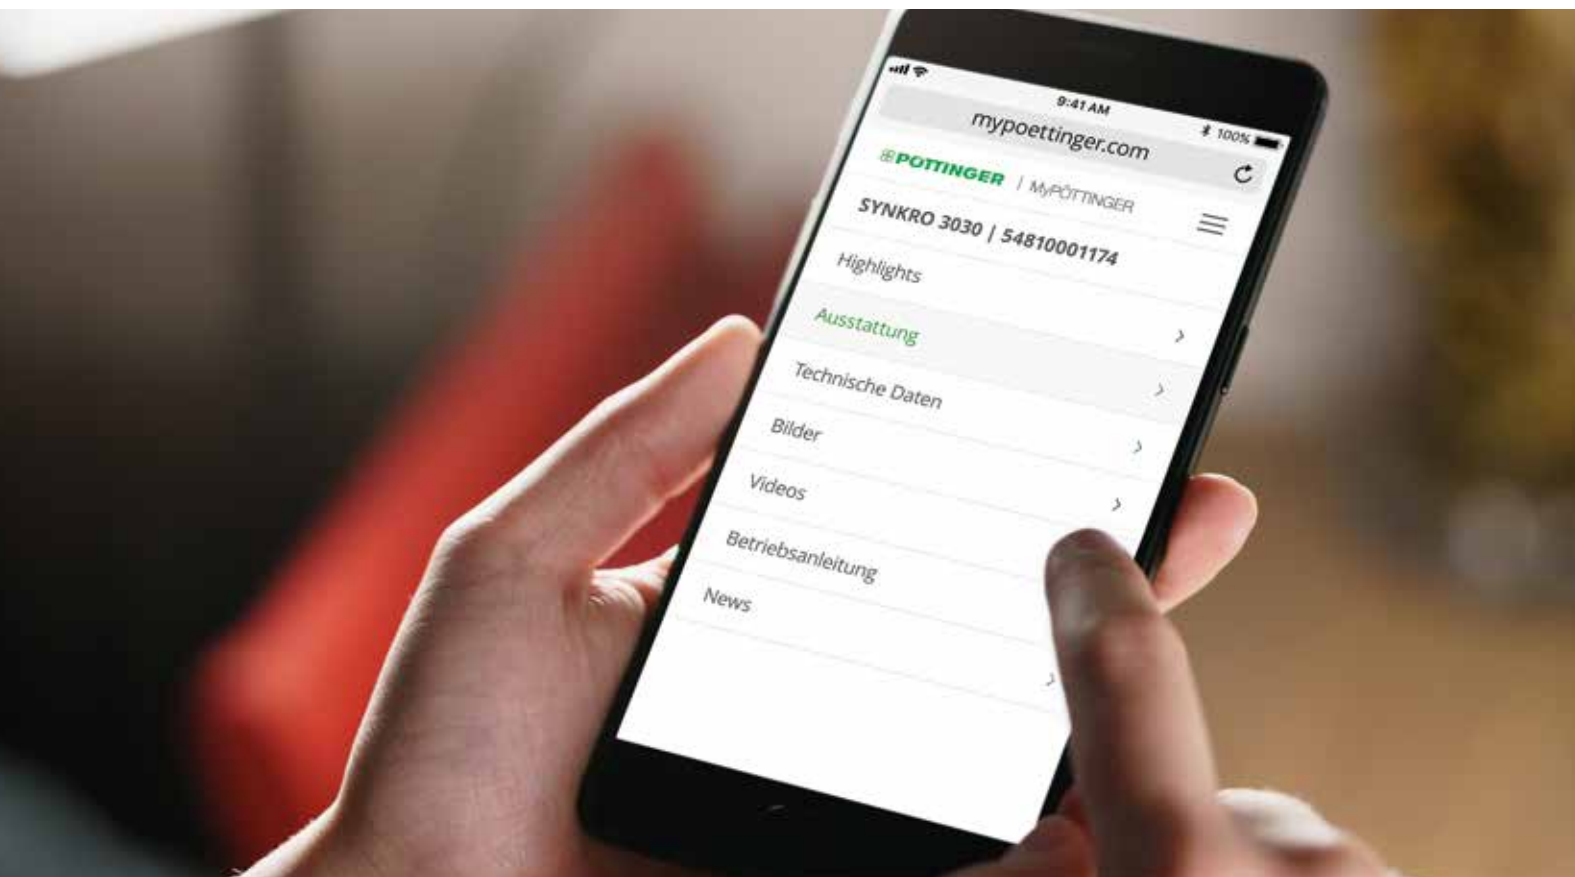 9:41 AM
100%
mypoettinger.com
PÖTTINGER | MyPÖTTINGER
SYNKRO 3030 | 54810001174
Highlights
Ausstattung
Technische Daten
Bilder
Videos
Betriebsanleitung
News